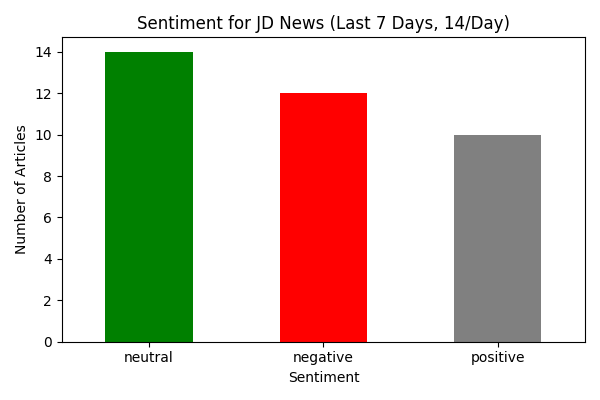 Sentiment for JD News (Last 7 Days, 14/Day)
14
12
10
8
6
4
2
0
Number of Articles
neutral negative positive
Sentiment